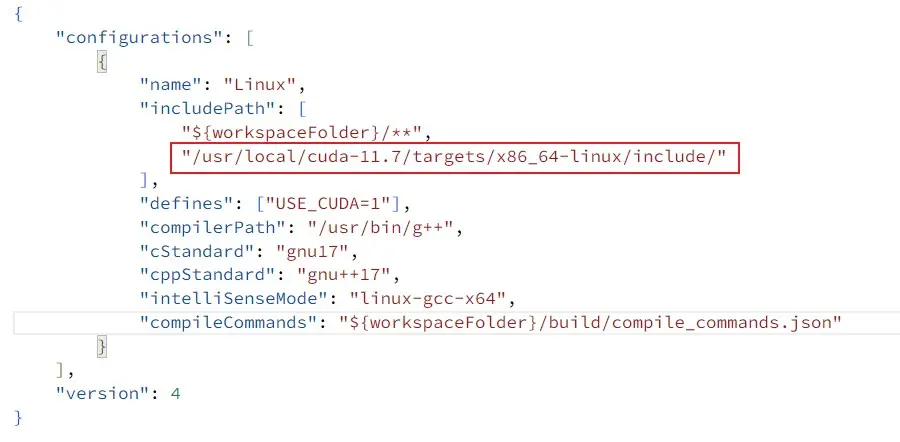 {
    "configurations": [
        {
            "name": "Linux",
            "includePath": [
                "${workspaceFolder}/**",
                "/usr/local/cuda-11.7/targets/x86_64-linux/include/"
            ],
            "defines": ["USE_CUDA=1"],
            "compilerPath": "/usr/bin/g++",
            "cStandard": "gnu17",
            "cppStandard": "gnu++17",
            "intelliSenseMode": "linux-gcc-x64",
            "compileCommands": "${workspaceFolder}/build/compile_commands.json"
        }
    ],
    "version": 4
}